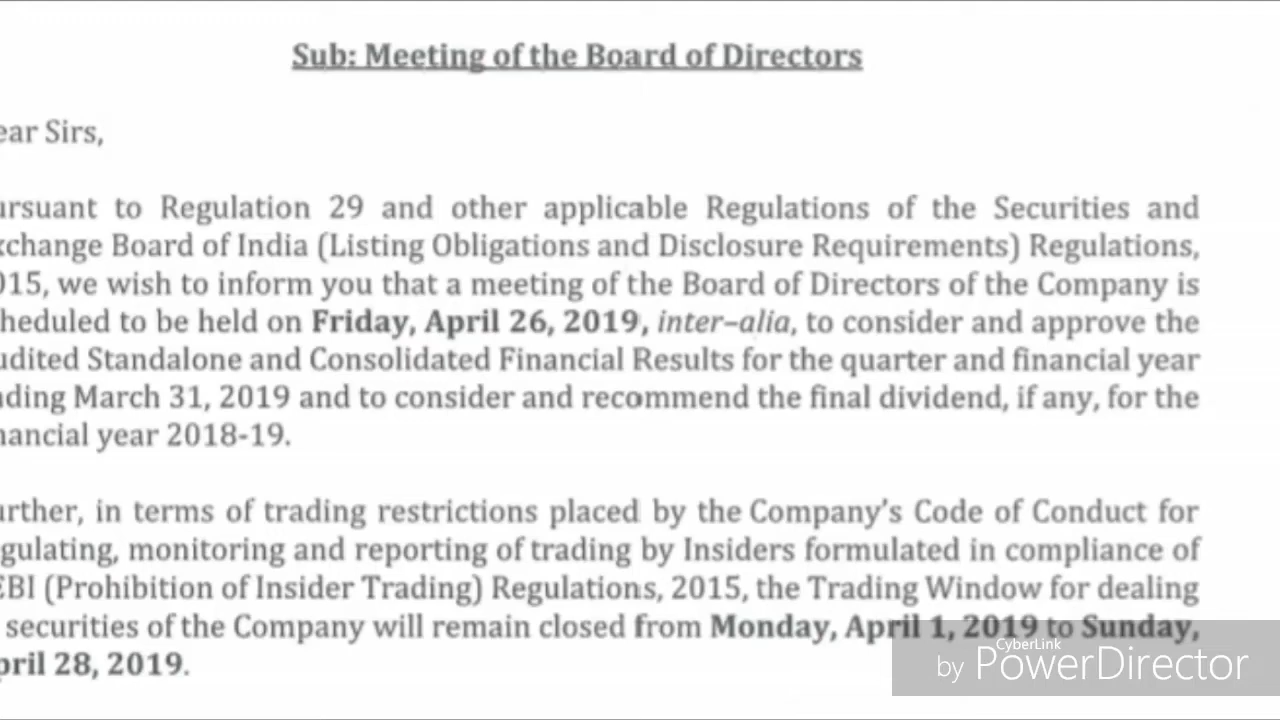 Sub: Meeting of the Board of Directors
ear Sirs,
ursuant to Regulation 29 and other applicable Regulations of the Securities and
xchange Board of India (Listing Obligations and Disclosure Requirements) Regulations,
015, we wish to inform you that a meeting of the Board of Directors of the Company is
heduled to be held on Friday, April 26, 2019, inter-alia, to consider and approve the
udited Standalone and Consolidated Financial Results for the quarter and financial year
ding March 31, 2019 and to consider and recommend the final dividend, if any, for the
nancial year 2018-19.
urther, in terms of trading restrictions placed by the Company's Code of Conduct for
gulating, monitoring and reporting of trading by Insiders formulated in compliance of
EBI (Prohibition of Insider Trading) Regulations, 2015, the Trading Window for dealing
securities of the Company will remain closed from Monday, April 1, 2019 to Sunday,
pril 28, 2019.
CyberLink
by PowerDirector